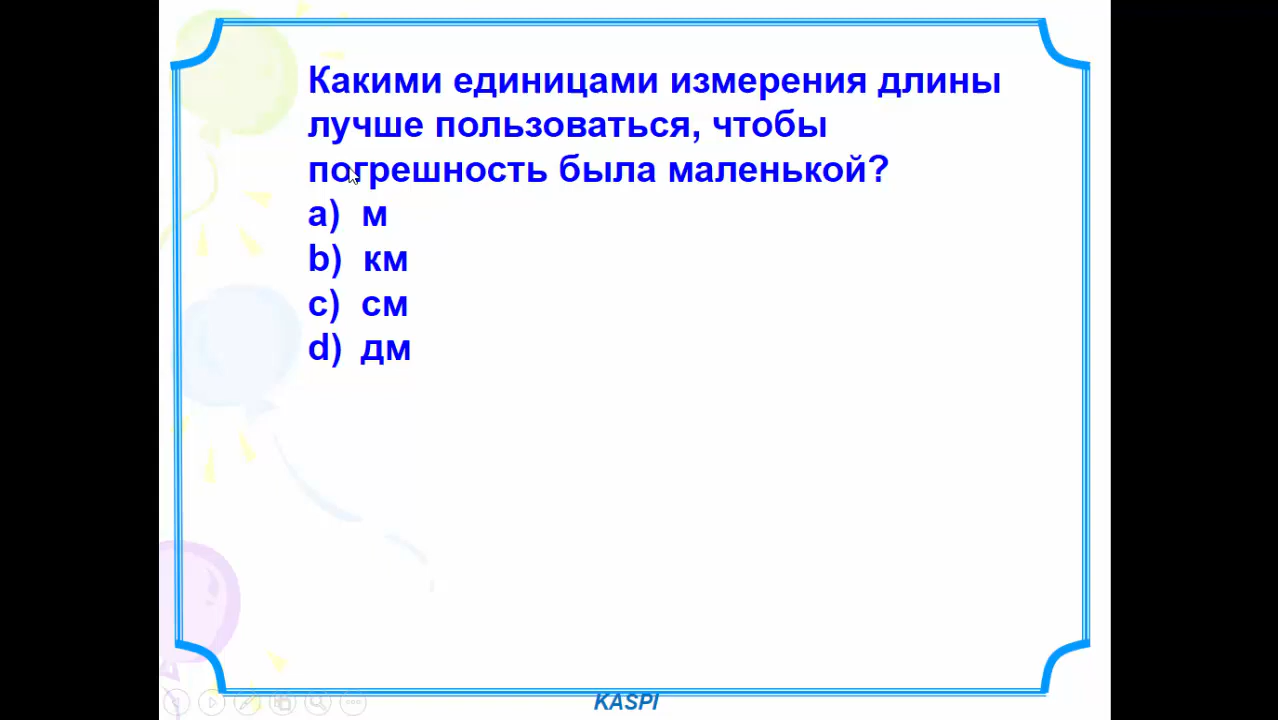 Какими единицами измерения длины
лучше пользоваться, чтобы
погрешность была маленькой?
a) м
b) км
c) см
d) дм
KASPI